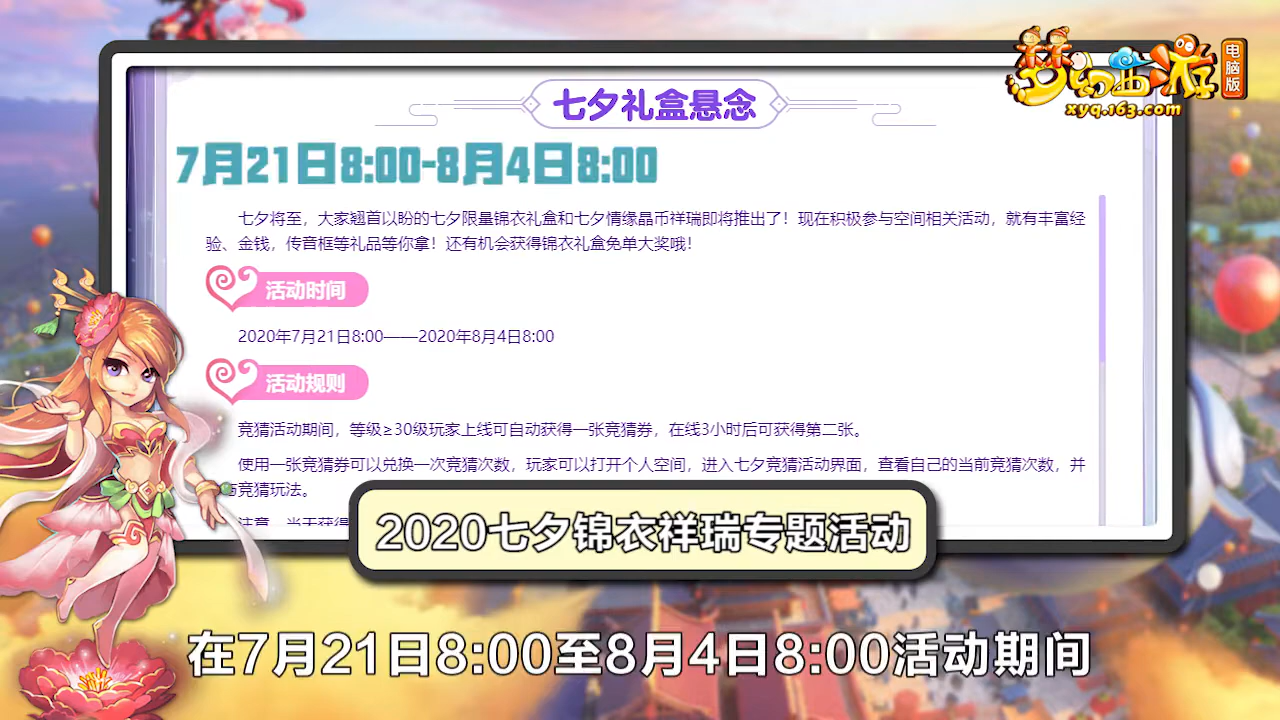 梦幻西游
电脑版
xyq.163.com
七夕礼盒悬念
7月21日8:00-8月4日8:00
七夕将至，大家翘首以盼的七夕限量锦衣礼盒和七夕情缘晶币祥瑞即将推出了！现在积极参与空间相关活动，就有丰富经
验、金钱，传音框等礼品等你拿！还有机会获得锦衣礼盒免单大奖哦！
活动时间
2020年7月21日8:00——2020年8月4日8:00
活动规则
竞猜活动期间，等级≥30级玩家上线可自动获得一张竞猜券，在线3小时后可获得第二张。
使用一张竞猜券可以兑换一次竞猜次数，玩家可以打开个人空间，进入七夕竞猜活动界面，查看自己的当前竞猜次数，并
竞猜玩法。
注意，当天获得
2020七夕锦衣祥瑞专题活动
在7月21日8:00至8月4日8:00活动期间